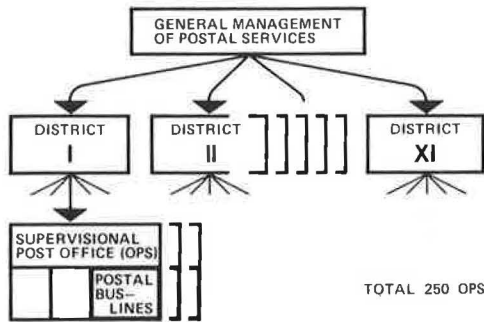 GENERAL MANAGEMENT
OF POSTAL SERVICES
DISTRICT
I
DISTRICT
II
DISTRICT
XI
SUPERVISIONAL
POST OFFICE (OPS)
POSTAL
BUS–
LINES
TOTAL 250 OPS